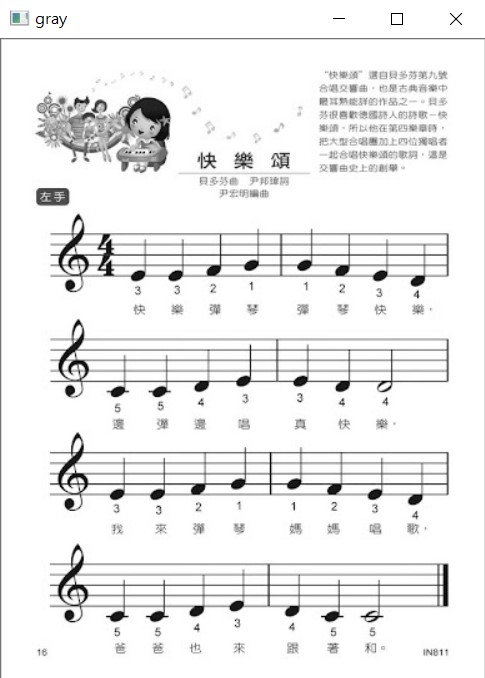 gray
"快樂頌" 選自貝多芬第九號
合唱交響曲，也是古典音樂中
最耳熟能詳的作品之一。貝多
芬很喜歡德國詩人的詩歌－快
樂頌，所以他在第四樂章時，
把大型合唱團加上四位獨唱者
一起合唱快樂頌的歌詞，這是
交響曲史上的創舉。
快樂頌
貝多芬曲 尹邦瑋詞
尹宏明編曲
左手
4
4
3 3 2 1 1 2 3 4
快 樂 彈 琴 彈 琴 快 樂，
5 5 4 3 3 4 4
邊 彈 邊 唱 真 快 樂，
3 3 2 1 1 2 3 4
我 來 彈 琴 媽 媽 唱 歌，
5 5 4 3 4 5 5
爸 爸 也 來 跟 著 和。
16
IN811